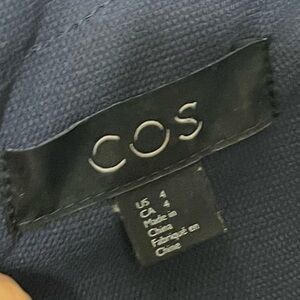 COS
US 4
CA 4
Made in
China
Fabriqué en
Chine